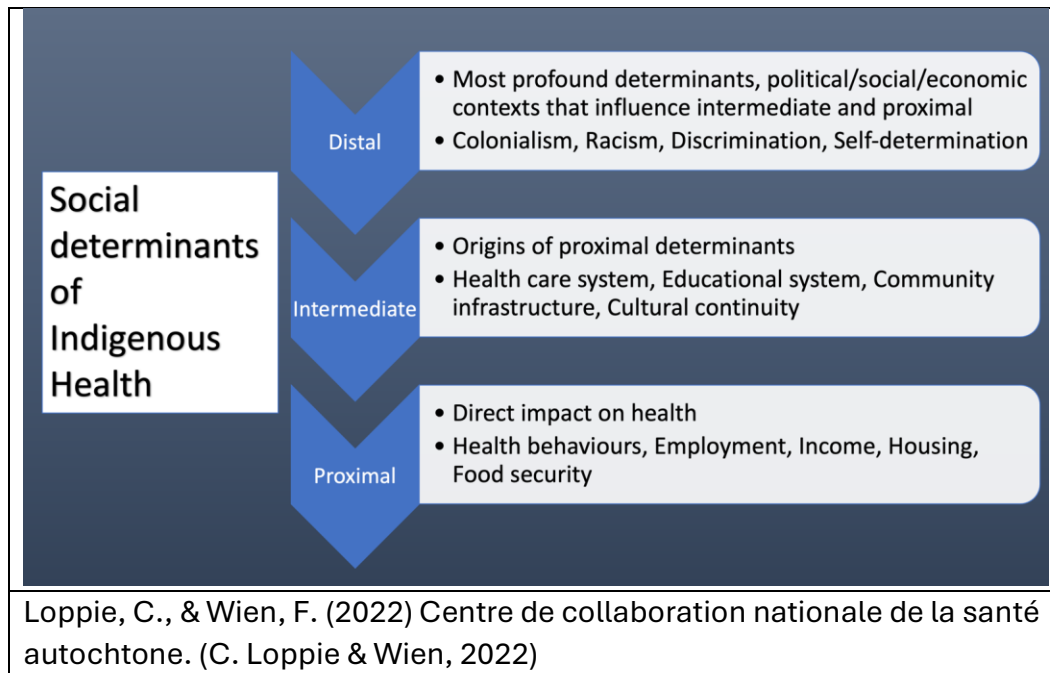 Social
determinants
of
Indigenous
Health
Distal
• Most profound determinants, political/social/economic
contexts that influence intermediate and proximal
• Colonialism, Racism, Discrimination, Self-determination
Intermediate
• Origins of proximal determinants
• Health care system, Educational system, Community
infrastructure, Cultural continuity
Proximal
• Direct impact on health
• Health behaviours, Employment, Income, Housing,
Food security
Loppie, C., & Wien, F. (2022) Centre de collaboration nationale de la santé
autochtone. (C. Loppie & Wien, 2022)